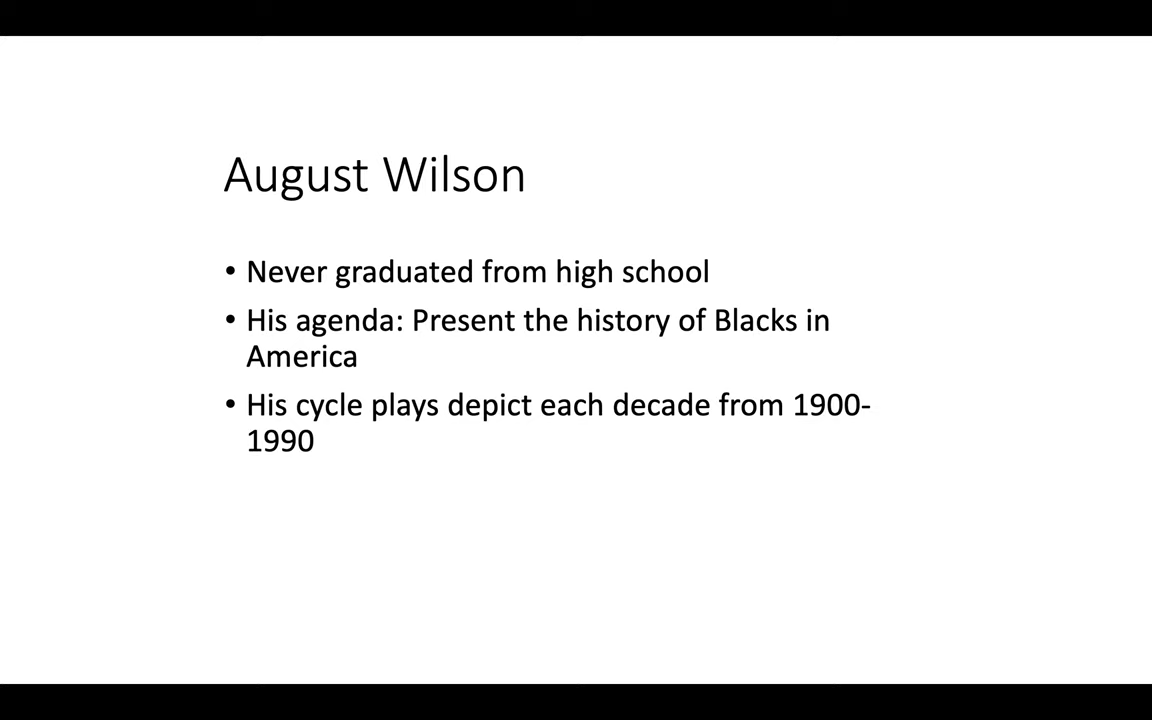 August Wilson
• Never graduated from high school
• His agenda: Present the history of Blacks in
America
• His cycle plays depict each decade from 1900-
1990